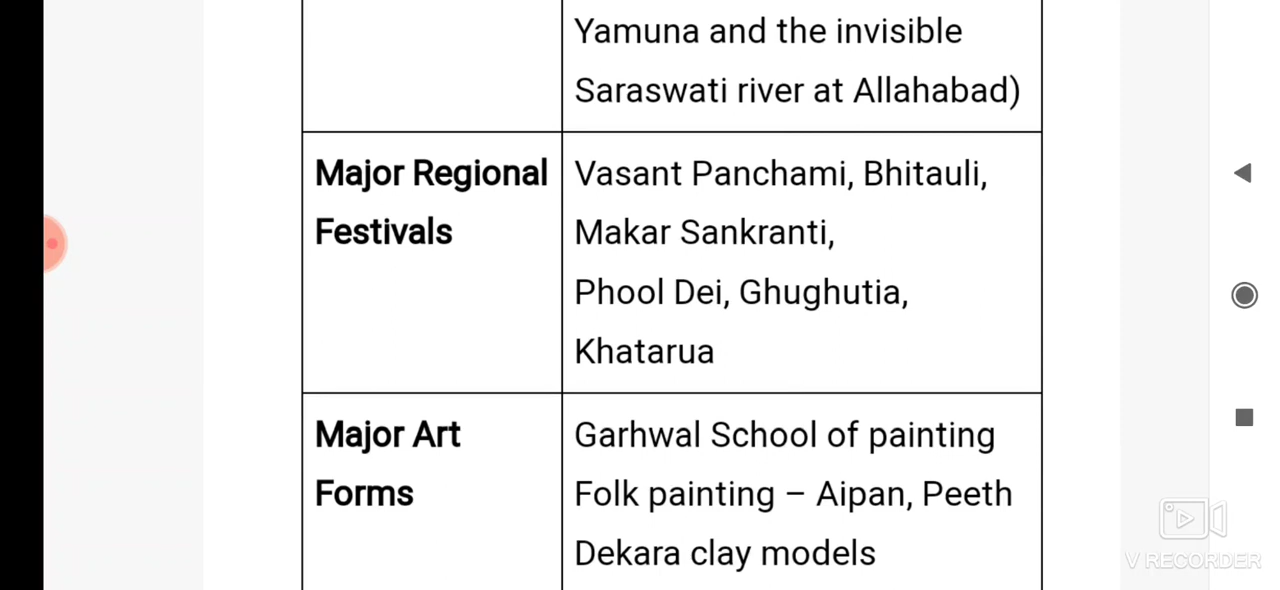 Yamuna and the invisible
Saraswati river at Allahabad)
Major Regional
Festivals
Vasant Panchami, Bhitauli,
Makar Sankranti,
Phool Dei, Ghughutia,
Khatarua
Major Art
Forms
Garhwal School of painting
Folk painting – Aipan, Peeth
Dekara clay models
V RECORDER